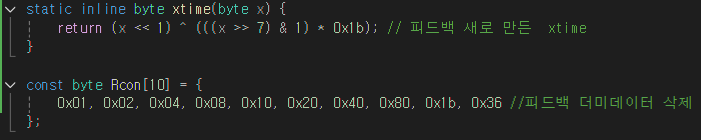 static inline byte xtime(byte x) {
return (x << 1) ^ (((x >> 7) & 1) * 0x1b); // 피드백 새로 만든 xtime
}
const byte Rcon[10] = {
0x01, 0x02, 0x04, 0x08, 0x10, 0x20, 0x40, 0x80, 0x1b, 0x36 //피드백 더미데이터 삭제
};